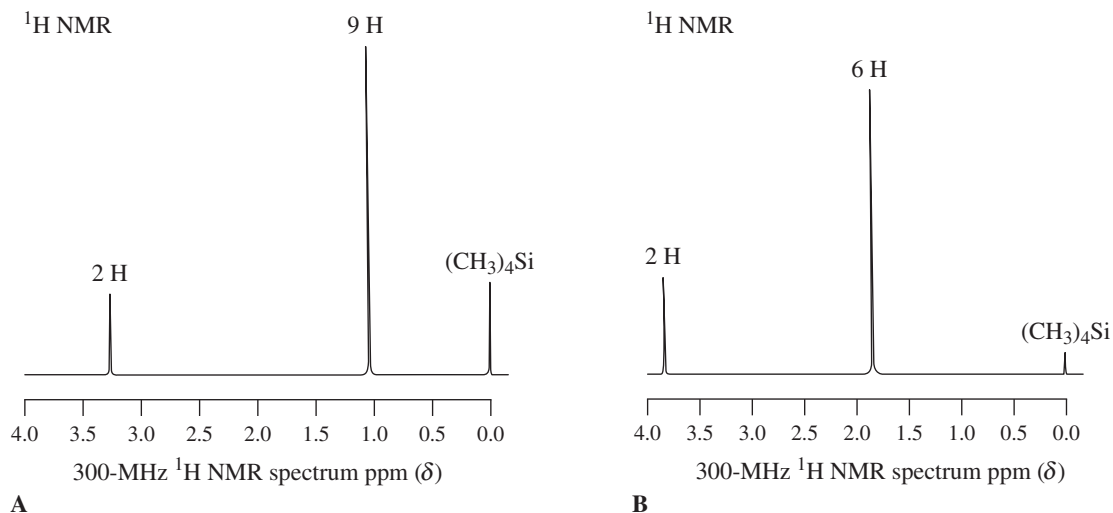 ¹H NMR
9 H
2 H
(CH₃)₄Si
4.0 3.5 3.0 2.5 2.0 1.5 1.0 0.5 0.0
300-MHz ¹H NMR spectrum ppm (δ)
A
¹H NMR
6 H
2 H
(CH₃)₄Si
4.0 3.5 3.0 2.5 2.0 1.5 1.0 0.5 0.0
300-MHz ¹H NMR spectrum ppm (δ)
B